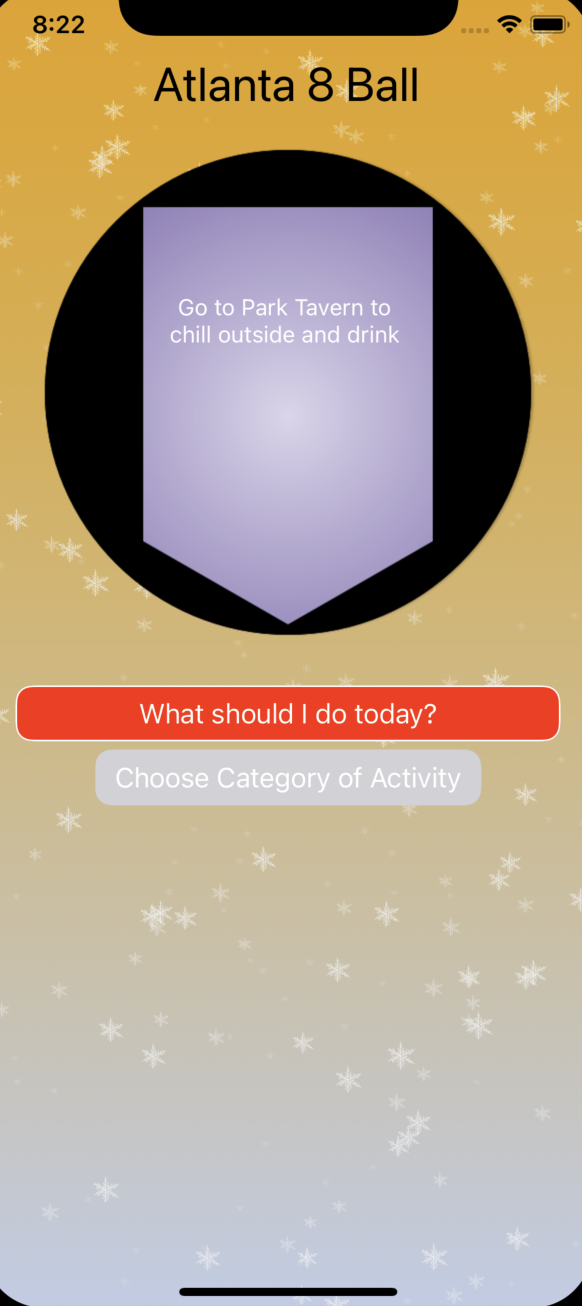 8:22
Atlanta 8 Ball
Go to Park Tavern to
chill outside and drink
What should I do today?
Choose Category of Activity